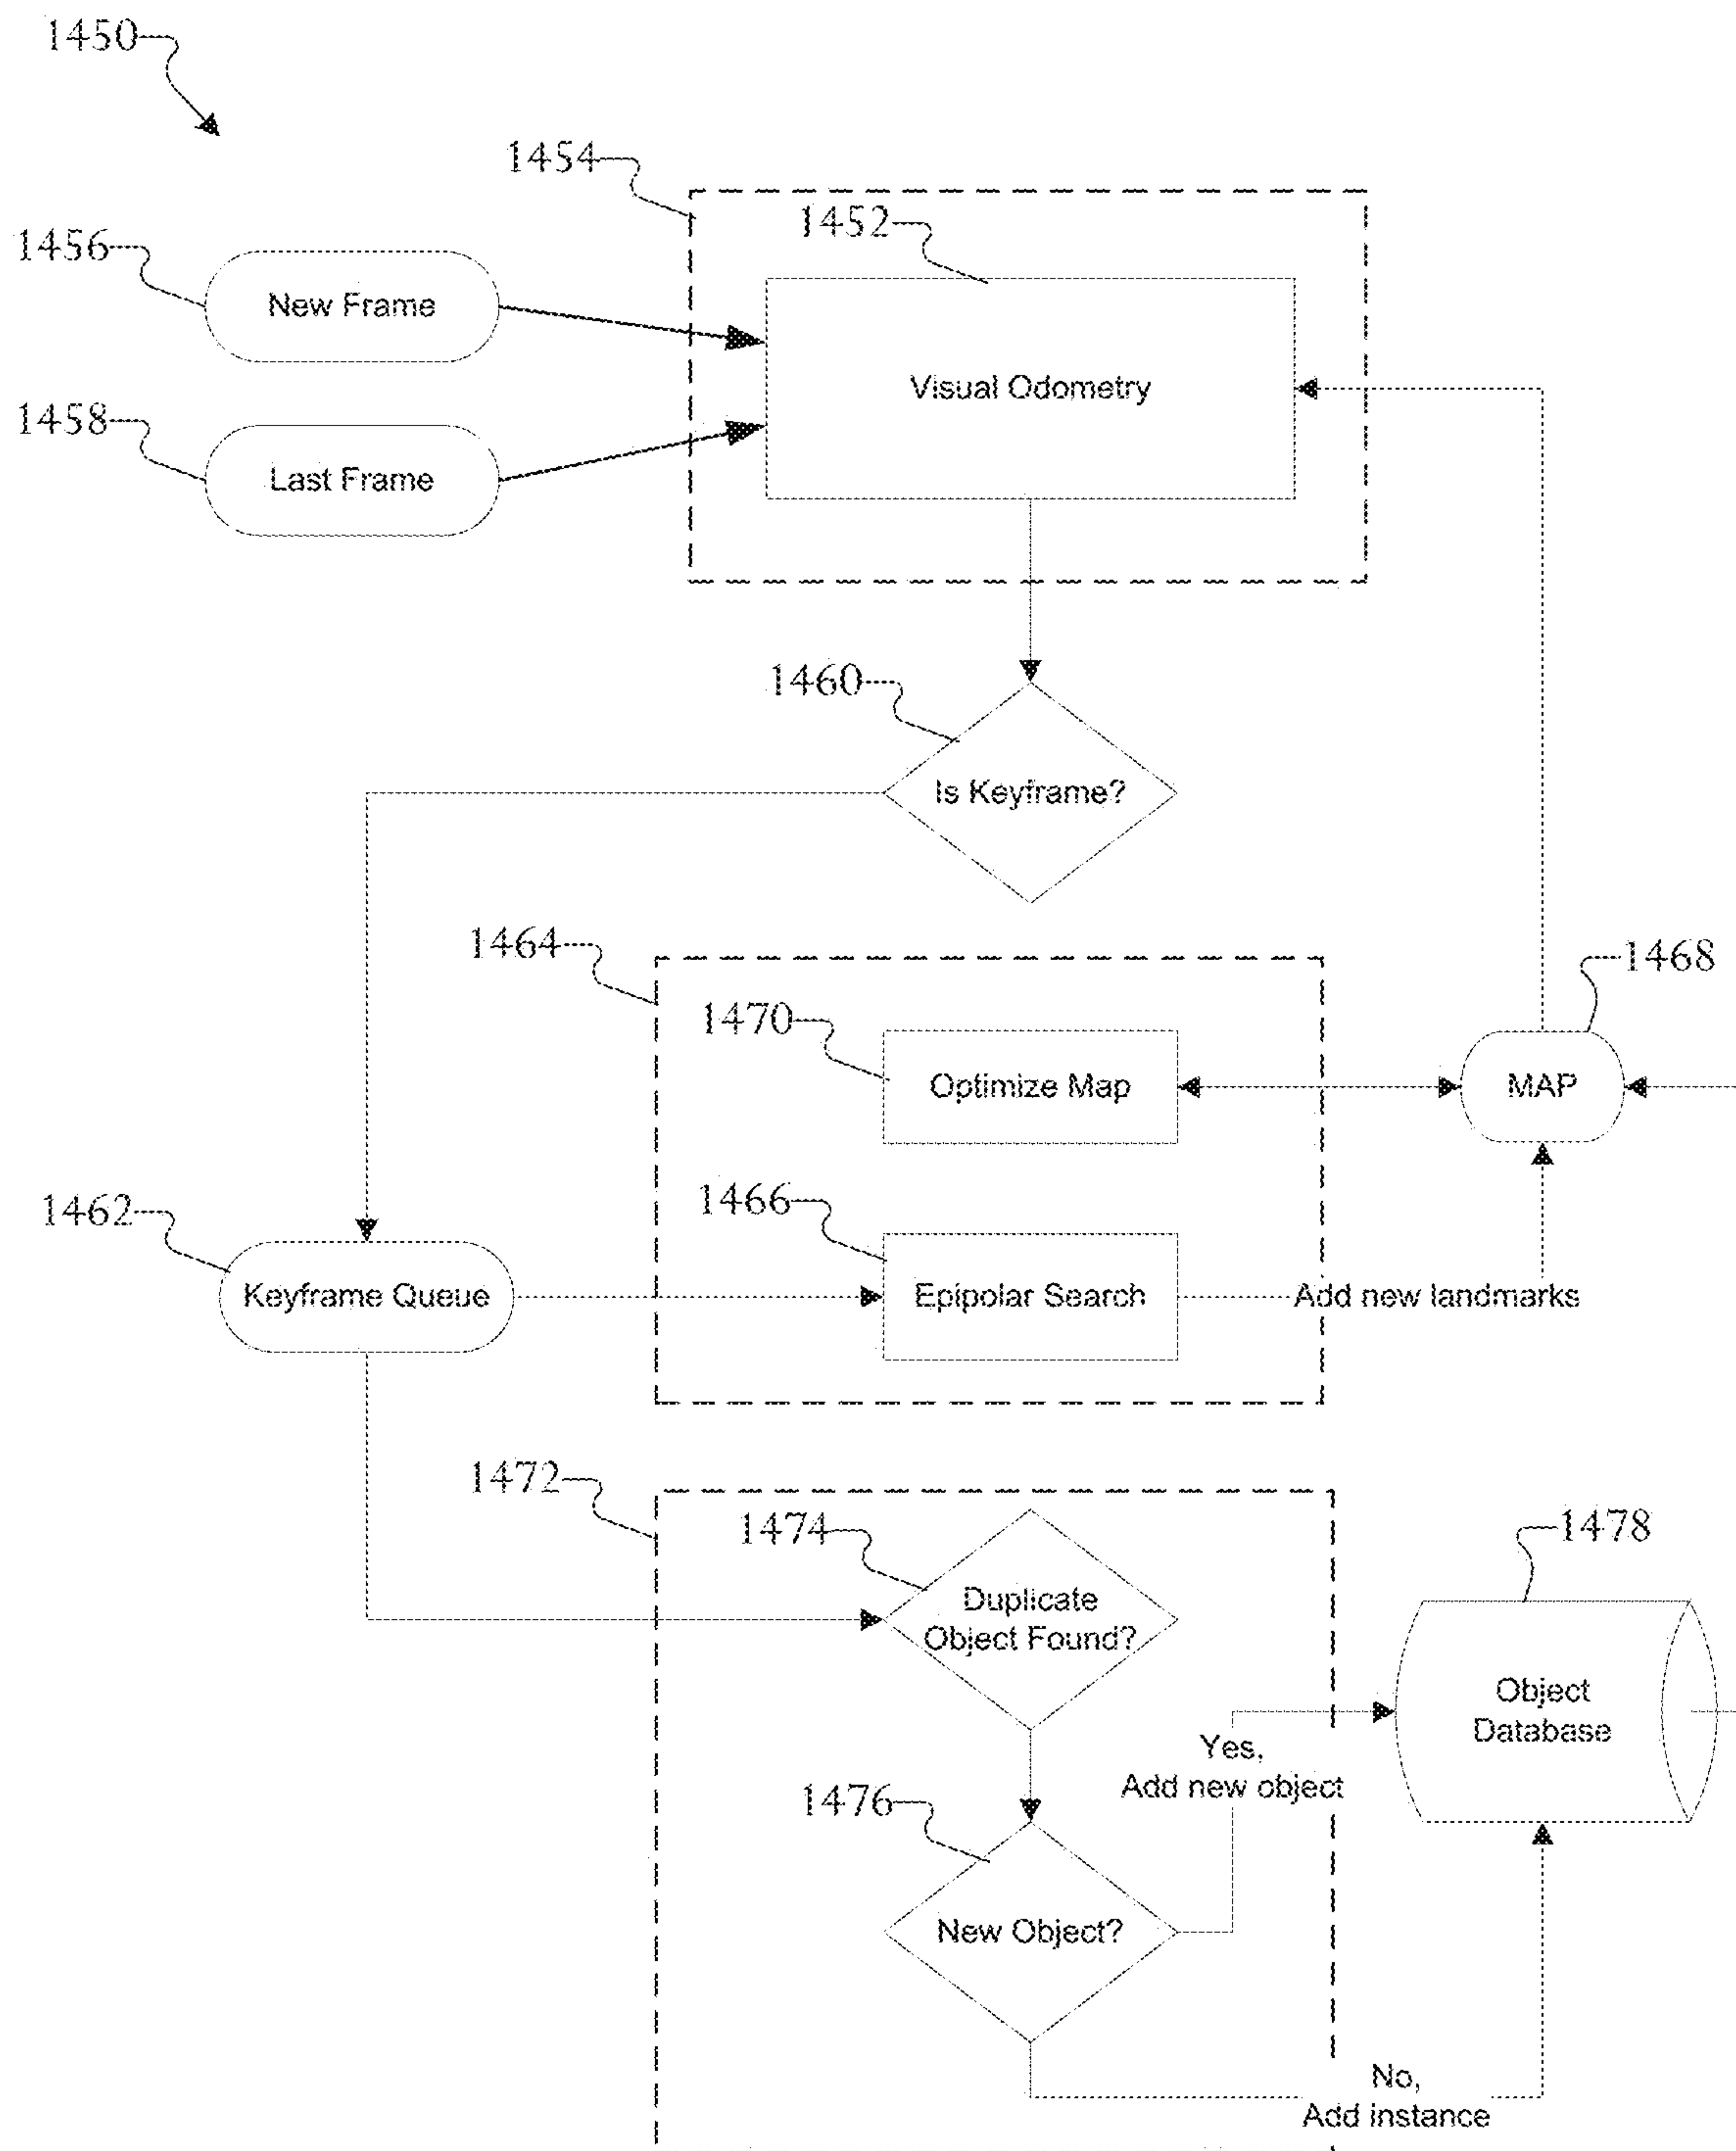 1450
1454
1452
1456
New Frame
Visual Odometry
1458
Last Frame
1460
Is Keyframe?
1464
1468
1470
Optimize Map
MAP
1462
1466
Keyframe Queue
Epipolar Search
Add new landmarks
1472
1474
1478
Duplicate
Object Found?
Object
Database
Yes,
Add new object
1476
New Object?
No,
Add instance